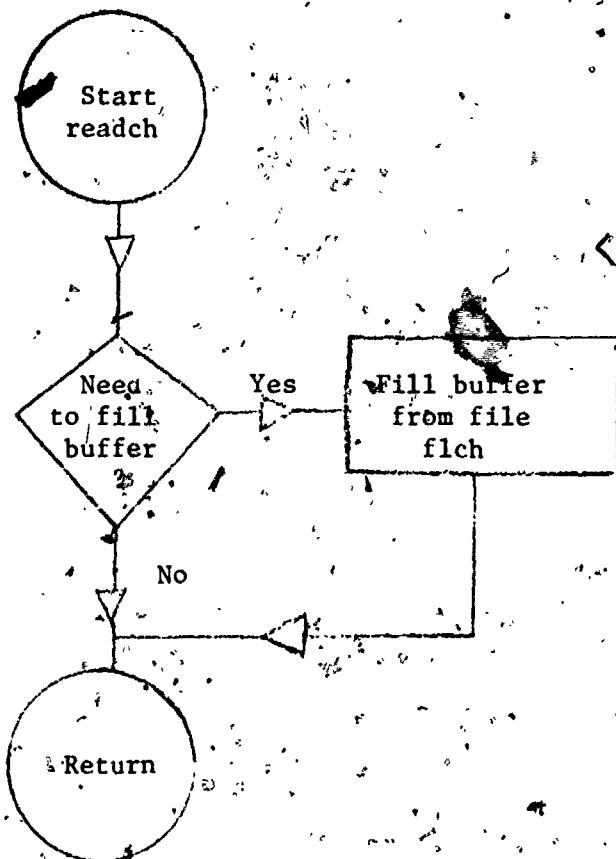 Start
readch
Need
to fill
buffer
Yes
Fill buffer
from file
flch
No
Return